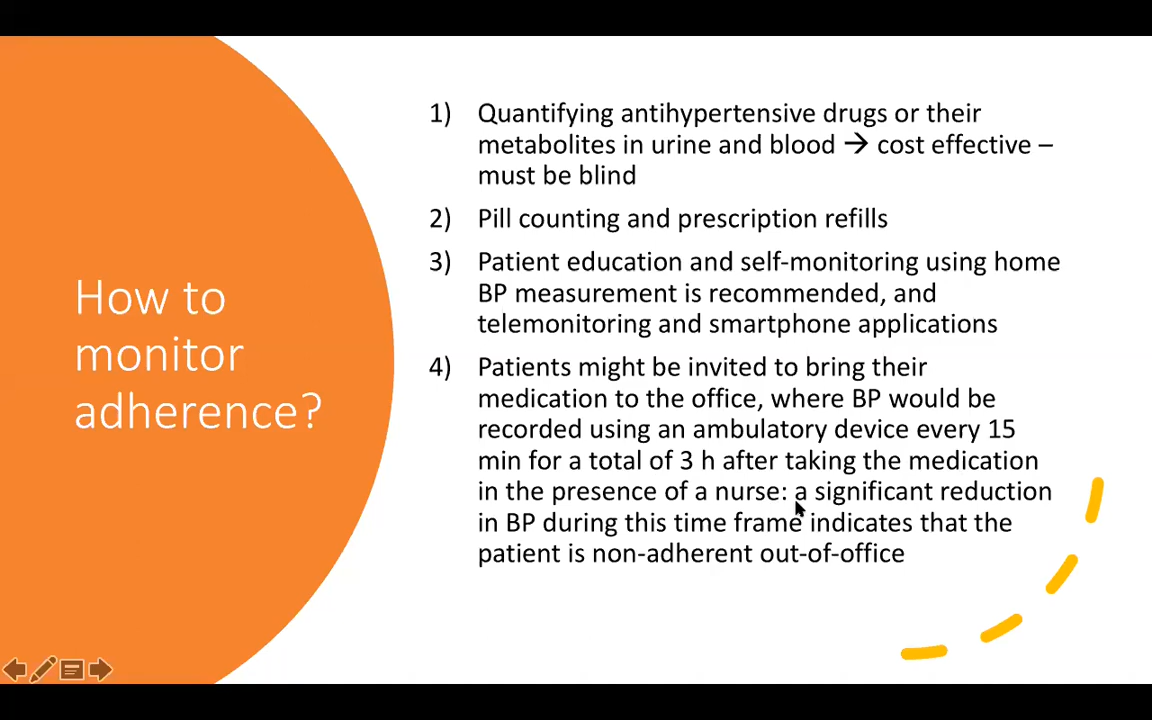 How to
monitor
adherence?
1) Quantifying antihypertensive drugs or their
metabolites in urine and blood → cost effective –
must be blind
2) Pill counting and prescription refills
3) Patient education and self-monitoring using home
BP measurement is recommended, and
telemonitoring and smartphone applications
4) Patients might be invited to bring their
medication to the office, where BP would be
recorded using an ambulatory device every 15
min for a total of 3 h after taking the medication
in the presence of a nurse: a significant reduction
in BP during this time frame indicates that the
patient is non-adherent out-of-office